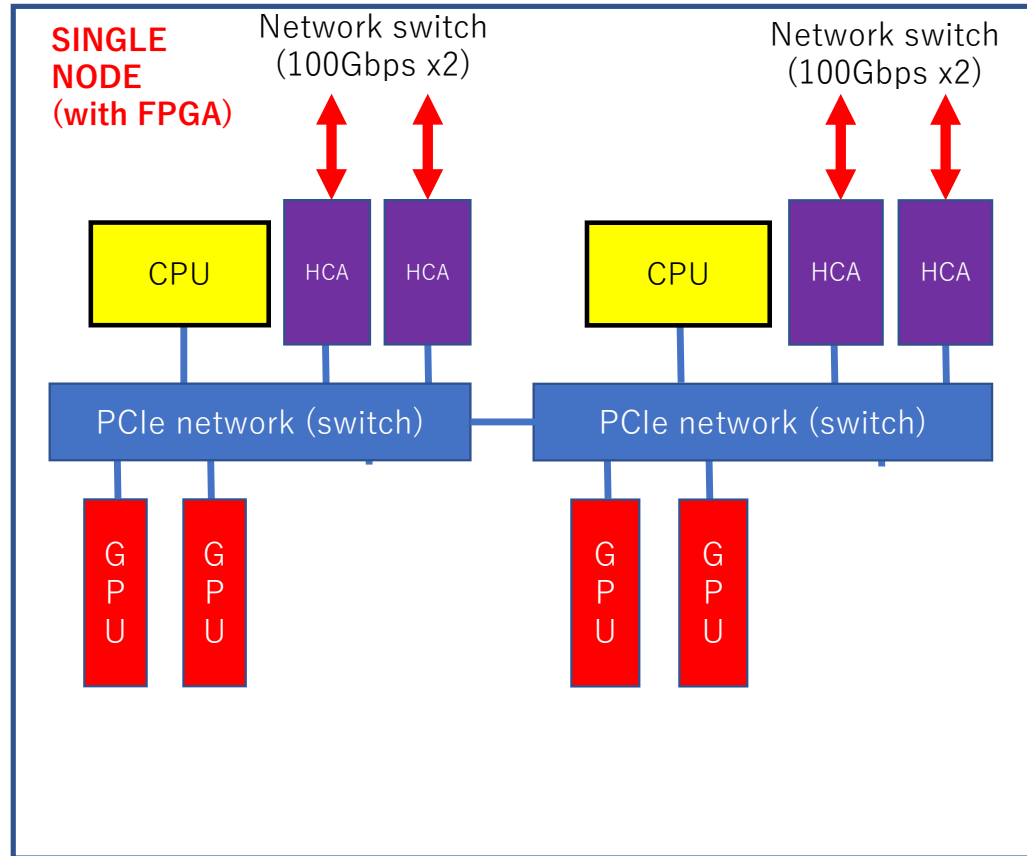 SINGLE
NODE
(with FPGA)
Network switch
(100Gbps x2)
Network switch
(100Gbps x2)
CPU
HCA
HCA
CPU
HCA
HCA
PCIe network (switch)
PCIe network (switch)
G
P
U
G
P
U
G
P
U
G
P
U